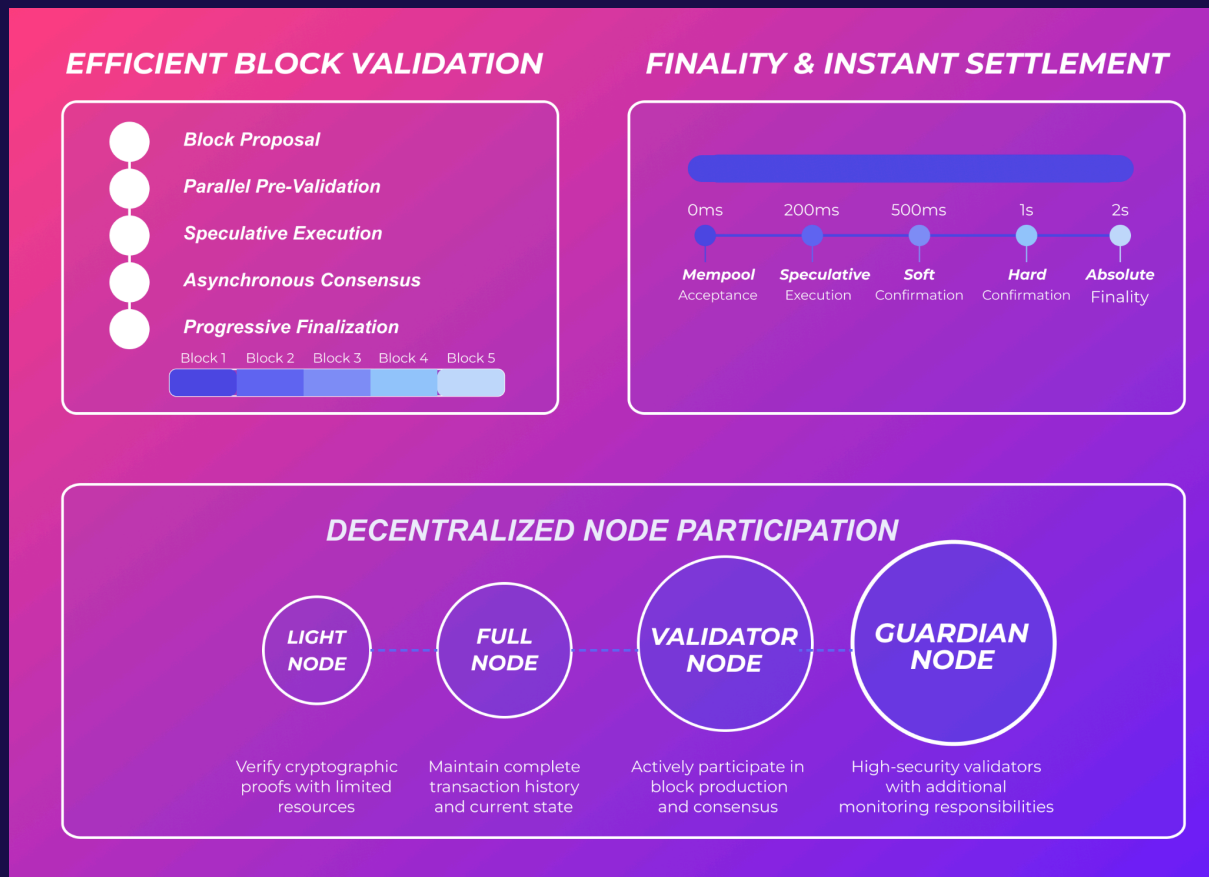 EFFICIENT BLOCK VALIDATION
Block Proposal
Parallel Pre-Validation
Speculative Execution
Asynchronous Consensus
Progressive Finalization
Block 1 Block 2 Block 3 Block 4 Block 5
FINALITY & INSTANT SETTLEMENT
0ms 200ms 500ms 1s 2s
Mempool Speculative Soft Hard Absolute
Acceptance Execution Confirmation Confirmation Finality
DECENTRALIZED NODE PARTICIPATION
LIGHT
NODE
FULL
NODE
VALIDATOR
NODE
GUARDIAN
NODE
Verify cryptographic
proofs with limited
resources
Maintain complete
transaction history
and current state
Actively participate in
block production
and consensus
High-security validators
with additional
monitoring responsibilities